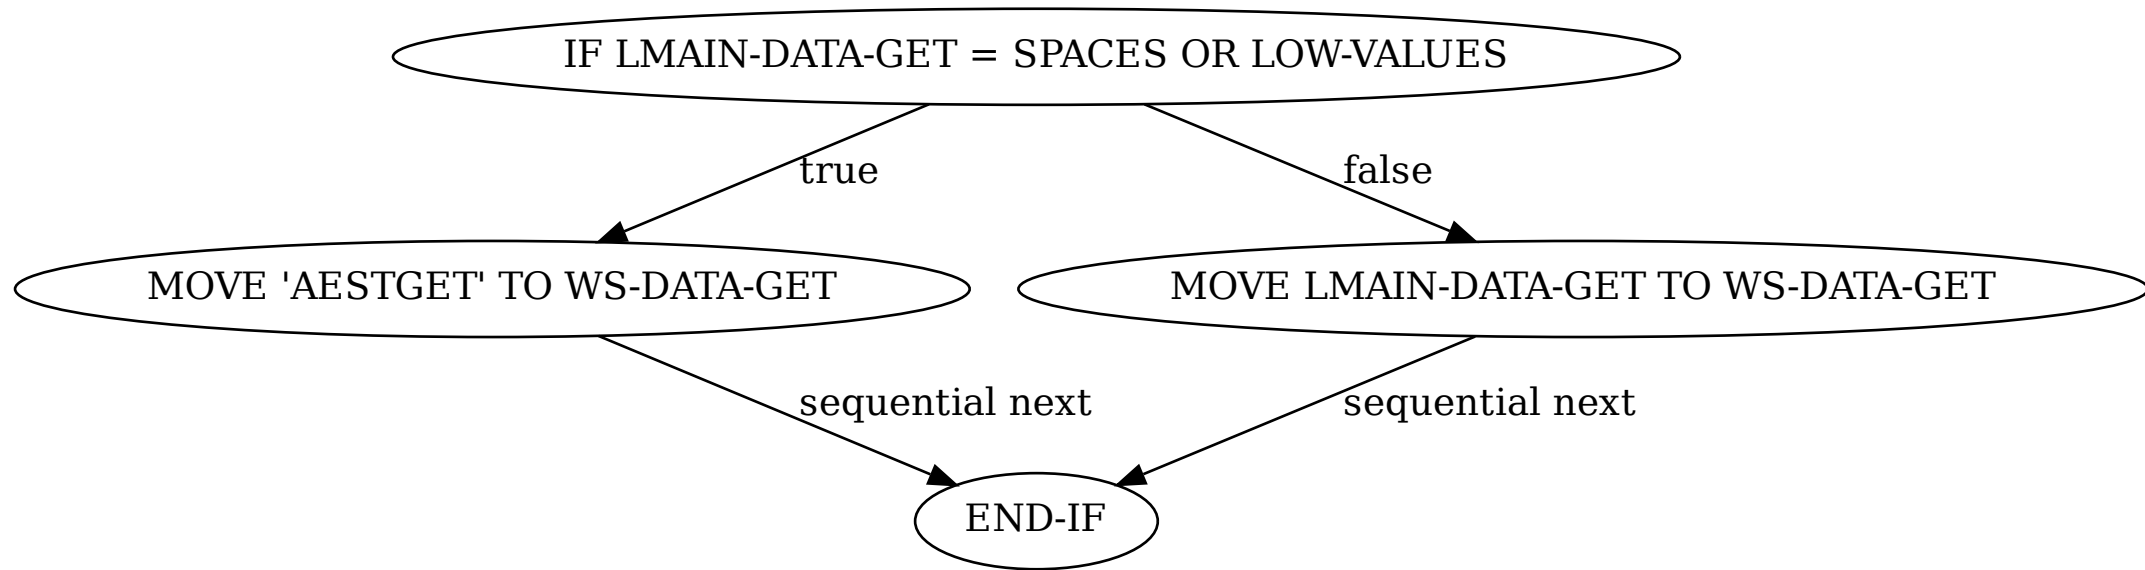 IF LMAIN-DATA-GET = SPACES OR LOW-VALUES
true
false
MOVE 'AESTGET' TO WS-DATA-GET
MOVE LMAIN-DATA-GET TO WS-DATA-GET
sequential next
sequential next
END-IF